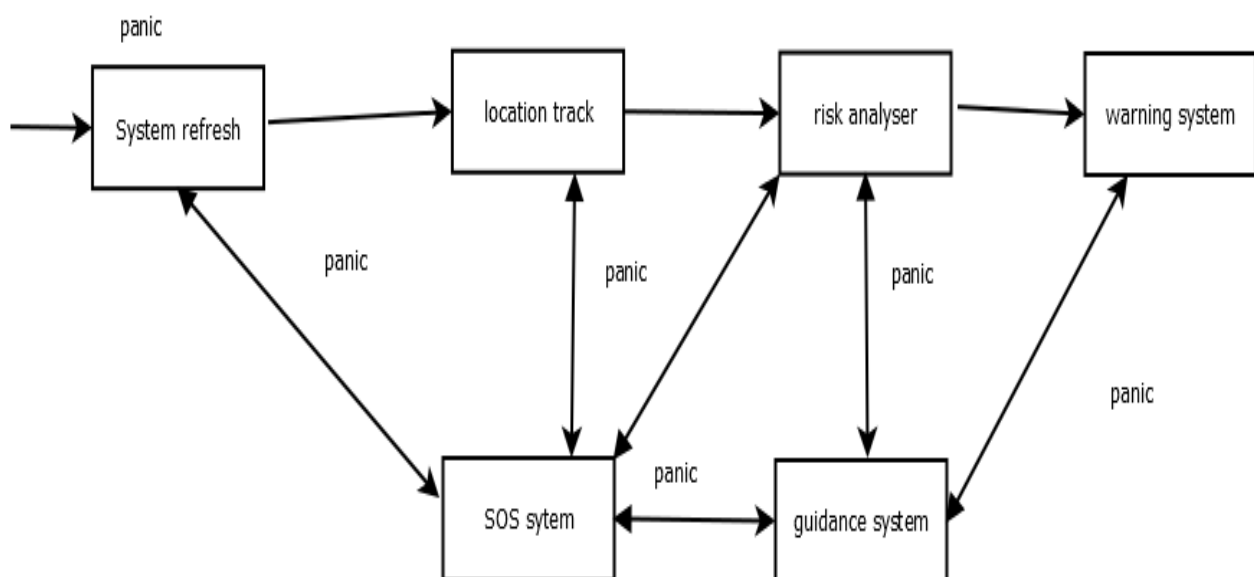 panic
System refresh
location track
risk analyser
warning system
panic
panic
panic
panic
panic
SOS sytem
guidance system